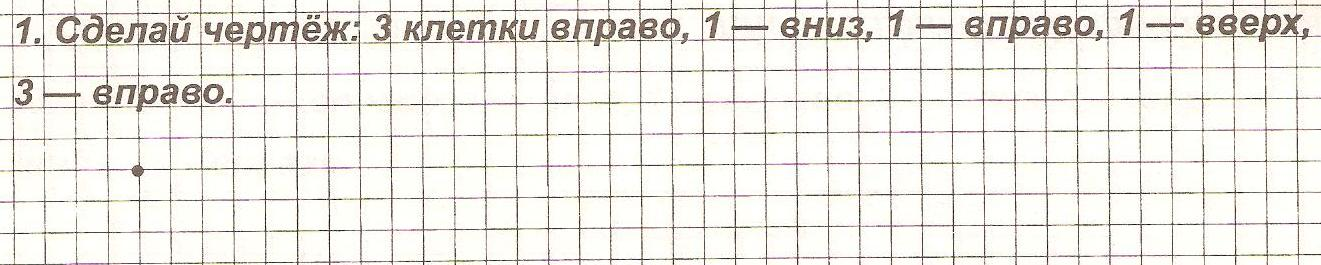 1. Сделай чертёж: 3 клетки вправо, 1 — вниз, 1 — вправо, 1 — вверх,
3 — вправо.